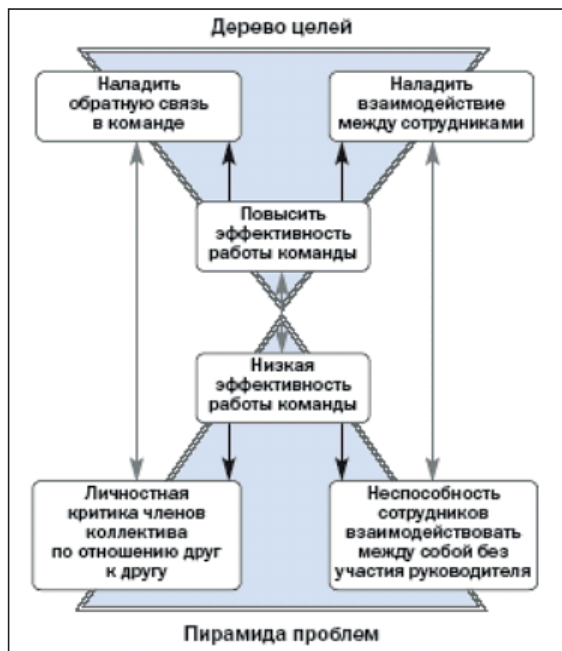 Дерево целей
Наладить
обратную связь
в команде
Наладить
взаимодействие
между сотрудниками
Повысить
эффективность
работы команды
Низкая
эффективность
работы команды
Личностная
критика членов
коллектива
по отношению друг
к другу
Неспособность
сотрудников
взаимодействовать
между собой без
участия руководителя
Пирамида проблем